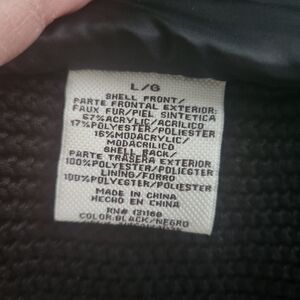 L/G
SHELL FRONT/
PARTE FRONTAL EXTERIOR:
FAUX FUR/PIEL SINTETICA
67%ACRYLIC/ACRILICO
17%POLYESTER/POLIESTER
16%MODACRYLIC/
MODACRILICO
SHELL BACK/
PARTE TRASERA EXTERIOR:
100%POLYESTER/POLIESTER
LINING/FORRO
100%POLYESTER/POLIESTER
MADE IN CHINA
HECHO EN CHINA
RN# 131160
COLOR:BLACK/NEGRO